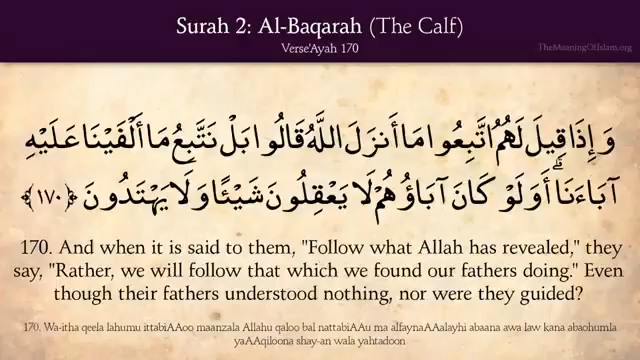 Surah 2: Al-Baqarah (The Calf)
Verse'Ayah 170
TheMeaningOfIslam.org
وَإِذَا قِيلَ لَهُمُ اتَّبِعُوا مَا أَنزَلَ اللَّهُ قَالُوا بَلْ نَتَّبِعُ مَا أَلْفَيْنَا عَلَيْهِ
آبَاءَنَا ۗ أَوَلَوْ كَانَ آبَاؤُهُمْ لَا يَعْقِلُونَ شَيْئًا وَلَا يَهْتَدُونَ ﴿١٧٠﴾
170. And when it is said to them, "Follow what Allah has revealed," they
say, "Rather, we will follow that which we found our fathers doing." Even
though their fathers understood nothing, nor were they guided?
170. Wa-itha qeela lahumu ittabiAAoo maanzala Allahu qaloo bal nattabiAAu ma alfaynaAAalayhi abaana awa law kana abaohumla
yaAAqiloona shay-an wala yahtadoon